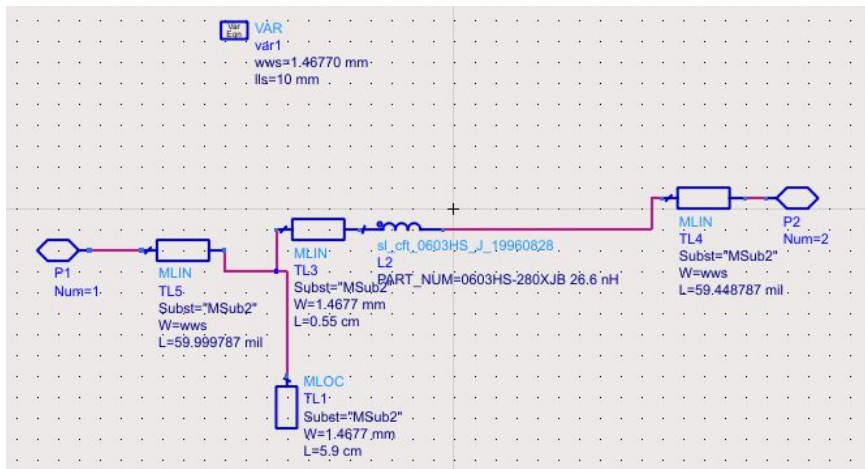 Var
Eqn
VAR
var1
wws=1.46770 mm
lls=10 mm
P1
Num=1
MLIN
TL5
Subst="MSub2"
W=wws
L=59.999787 mil
MLIN
TL3
Subst="MSub2"
W=1.4677 mm
L=0.55 cm
sl_cft_0603HS_J_19960828
L2
PART_NUM=0603HS-280XJB 26.6 nH
MLOC
TL1
Subst="MSub2"
W=1.4677 mm
L=5.9 cm
MLIN
TL4
Subst="MSub2"
W=wws
L=59.448787 mil
P2
Num=2